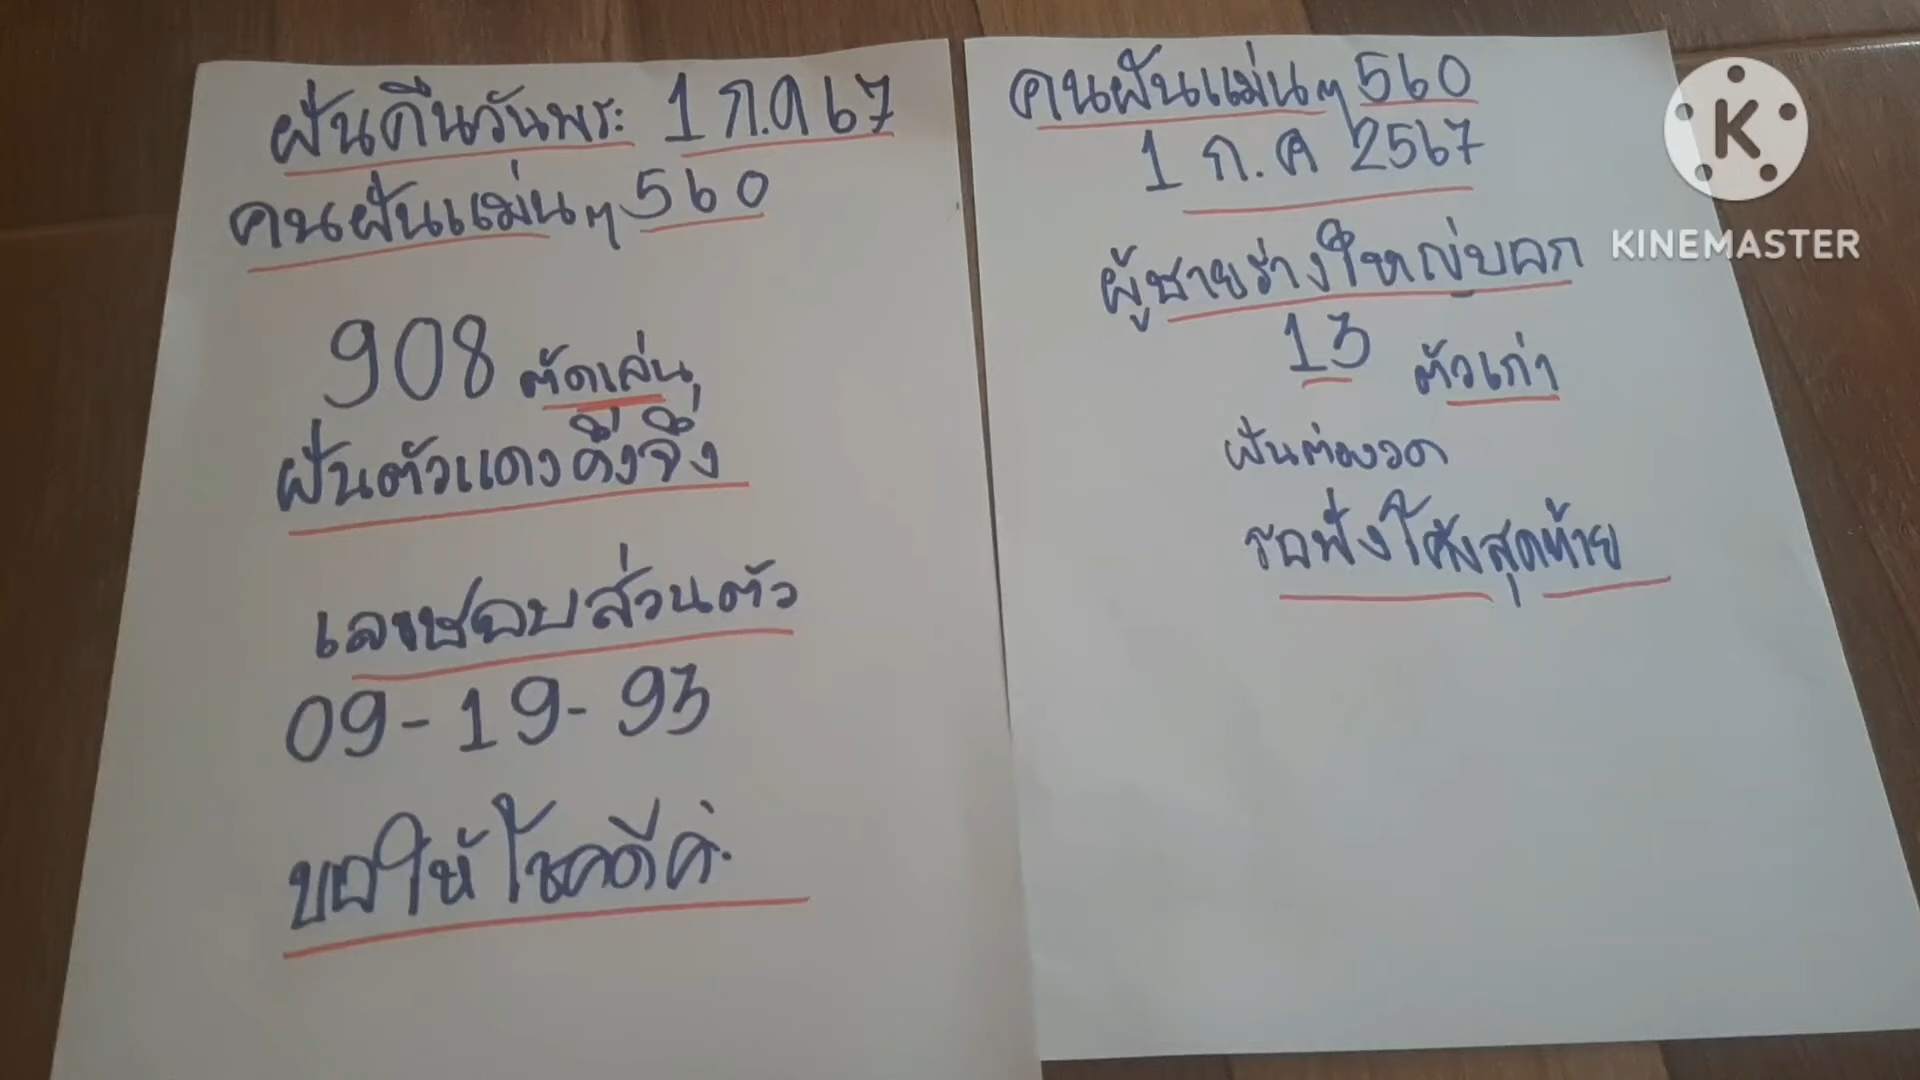 ฝันคืนวันพระ 1 ก.ค 67
คนฝันแม่นๆ 560
908 ตัดเล่น
ฝันตัวแดงคึ่งจึ่ง
เลขชอบส่วนตัว
09-19-93
ขอให้โชคดีค่ะ
คนฝันแม่นๆ 560
1 ก.ค 2567
ผู้ชายร่างใหญ่บอก
13 ตัวเก่า
ฝันต่องวด
รอฟังโค้งสุดท้าย
K
KINEMASTER